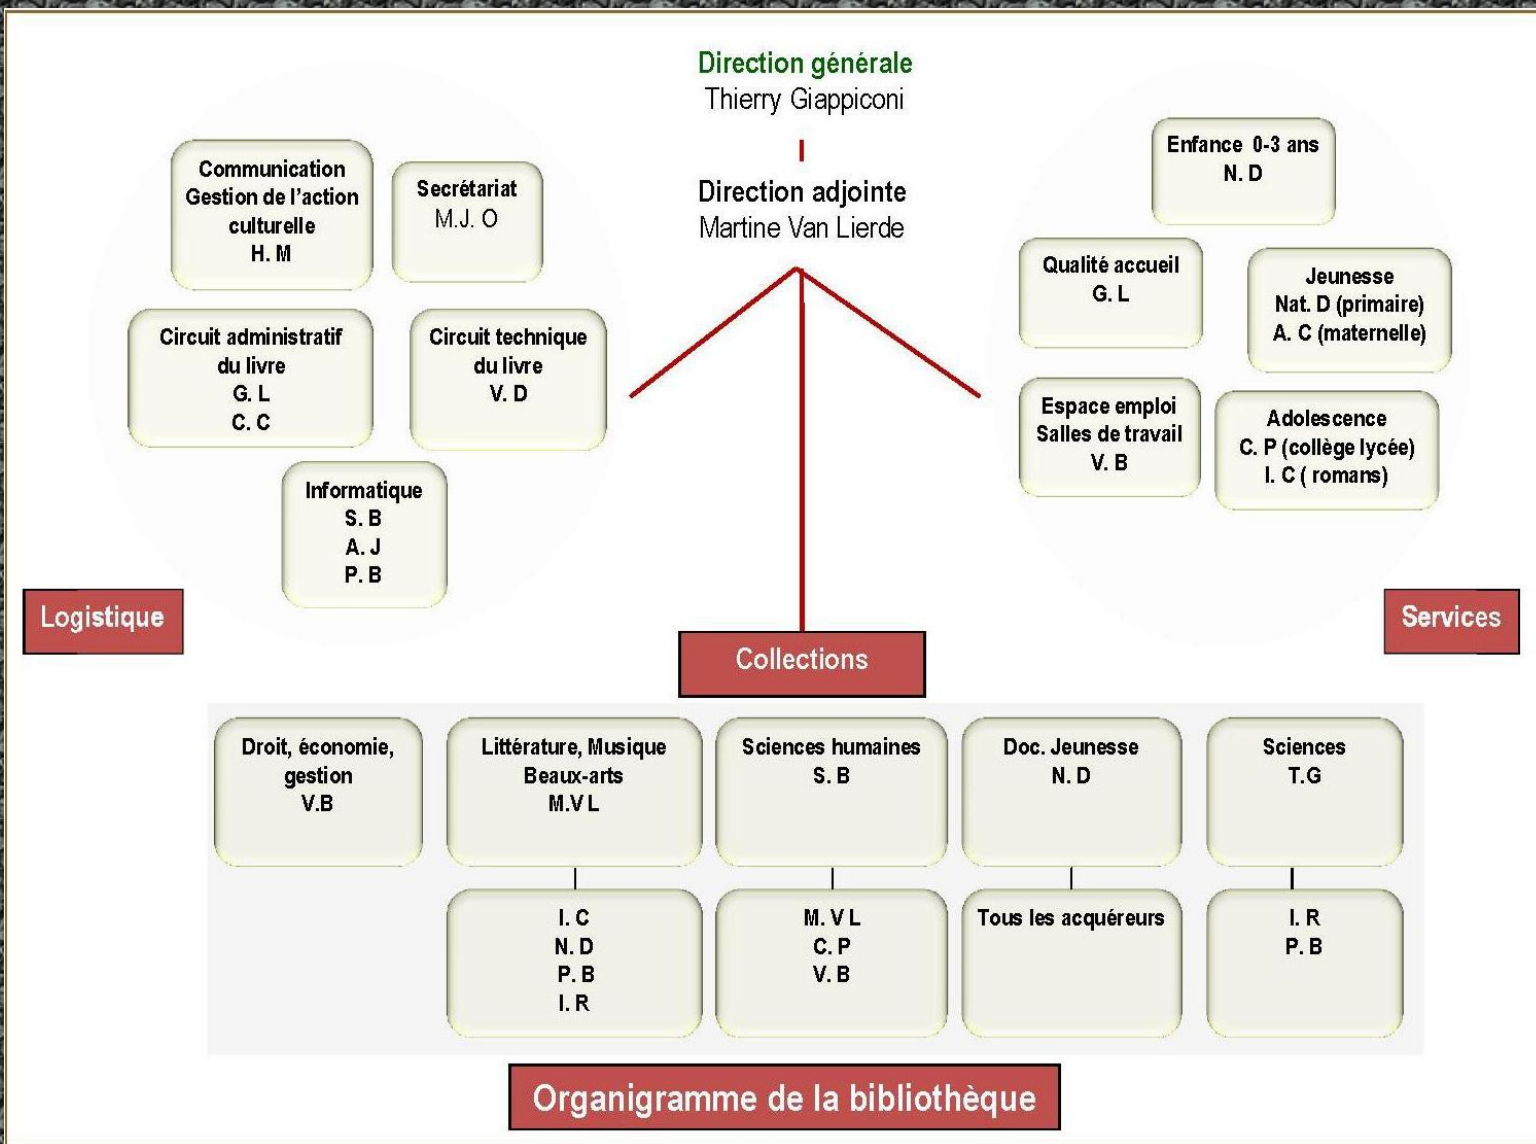 Direction générale
Thierry Giappiconi
Direction adjointe
Martine Van Lierde
Communication
Gestion de l'action
culturelle
H. M
Secrétariat
M.J. O
Circuit administratif
du livre
G. L
C. C
Circuit technique
du livre
V. D
Informatique
S. B
A. J
P. B
Logistique
Enfance 0-3 ans
N. D
Qualité accueil
G. L
Jeunesse
Nat. D (primaire)
A. C (maternelle)
Espace emploi
Salles de travail
V. B
Adolescence
C. P (collège lycée)
I. C ( romans)
Services
Collections
Droit, économie,
gestion
V.B
Littérature, Musique
Beaux-arts
M.V L
Sciences humaines
S. B
Doc. Jeunesse
N. D
Sciences
T.G
I. C
N. D
P. B
I. R
M. V L
C. P
V. B
Tous les acquéreurs
I. R
P. B
Organigramme de la bibliothèque